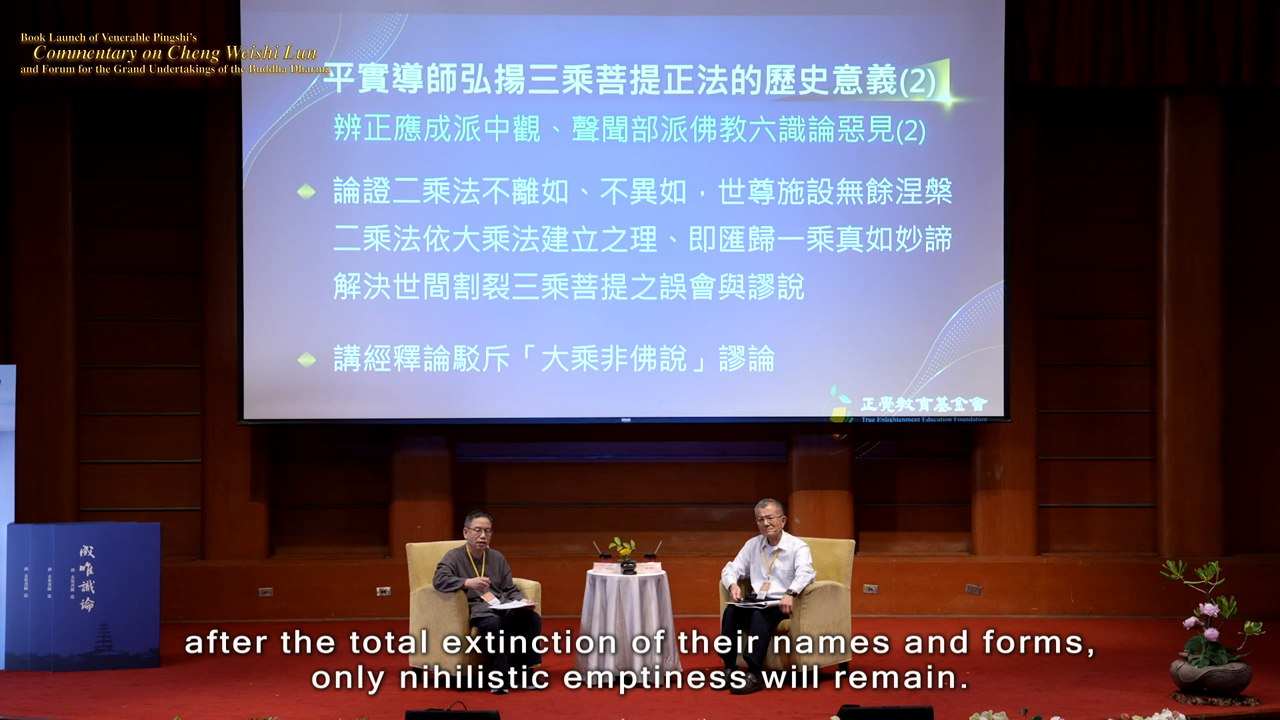 Book Launch of Venerable Pingshi's
Commentary on Cheng Weishi Lun
and Forum for the Grand Undertakings of the Buddha Dharma
平實導師弘揚三乘菩提正法的歷史意義(2)
辨正應成派中觀、聲聞部派佛教六識論惡見(2)
論證二乘法不離如、不異如，世尊施設無餘涅槃
二乘法依大乘法建立之理、即匯歸一乘真如妙諦
解決世間割裂三乘菩提之誤會與謬說
講經釋論駁斥「大乘非佛說」謬論
正覺教育基金會
True Enlightenment Education Foundation
成唯識論
after the total extinction of their names and forms,
only nihilistic emptiness will remain.